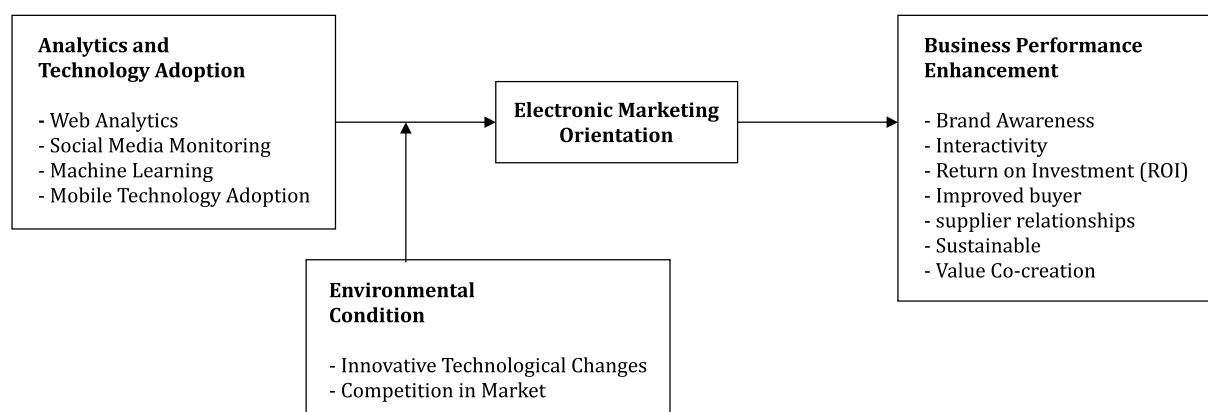 Analytics and
Technology Adoption
- Web Analytics
- Social Media Monitoring
- Machine Learning
- Mobile Technology Adoption
Electronic Marketing
Orientation
Business Performance
Enhancement
- Brand Awareness
- Interactivity
- Return on Investment (ROI)
- Improved buyer
- supplier relationships
- Sustainable
- Value Co-creation
Environmental
Condition
- Innovative Technological Changes
- Competition in Market